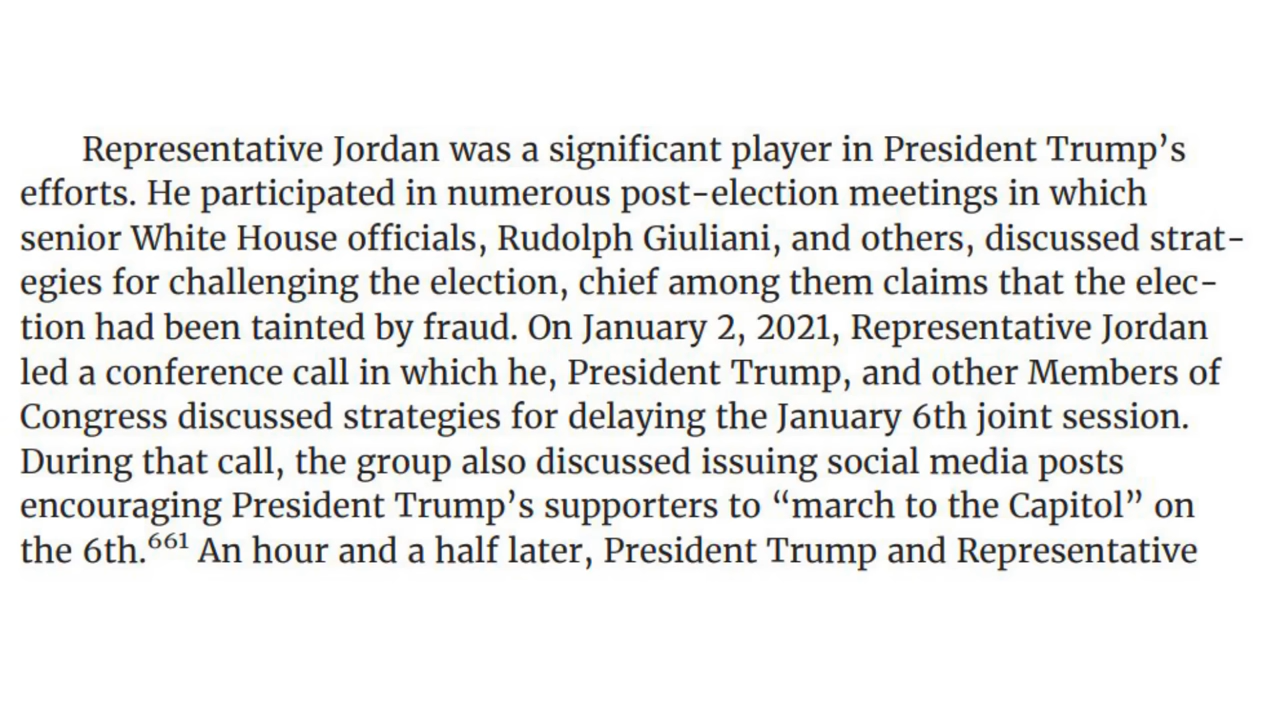 Representative Jordan was a significant player in President Trump’s
efforts. He participated in numerous post-election meetings in which
senior White House officials, Rudolph Giuliani, and others, discussed strat-
egies for challenging the election, chief among them claims that the elec-
tion had been tainted by fraud. On January 2, 2021, Representative Jordan
led a conference call in which he, President Trump, and other Members of
Congress discussed strategies for delaying the January 6th joint session.
During that call, the group also discussed issuing social media posts
encouraging President Trump’s supporters to “march to the Capitol” on
the 6th.661 An hour and a half later, President Trump and Representative